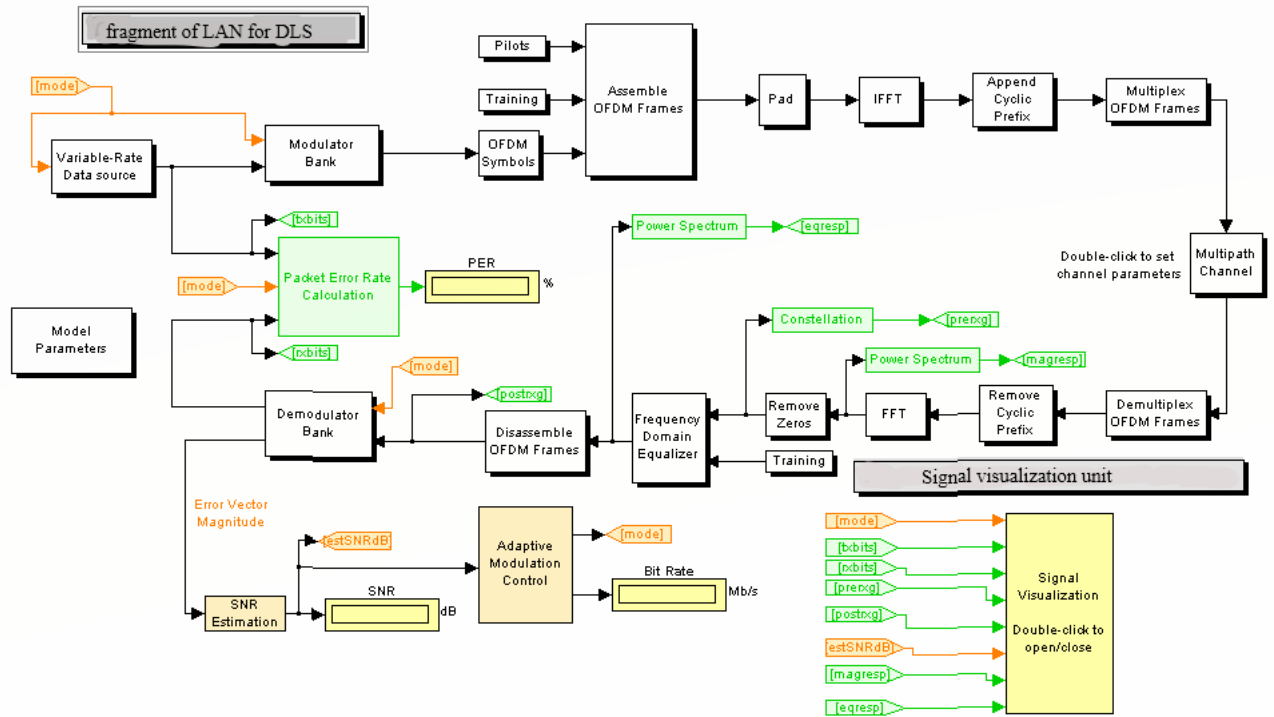 fragment of LAN for DLS
[mode]
Variable-Rate
Data source
Modulator
Bank
Pilots
Training
OFDM
Symbols
Assemble
OFDM Frames
Pad
IFFT
Append
Cyclic
Prefix
Multiplex
OFDM Frames
[txbits]
Packet Error Rate
Calculation
[mode]
PER
%
[rxbits]
Model
Parameters
Power Spectrum
[eqresp]
Double-click to set
channel parameters
Multipath
Channel
Constellation
[prerxg]
Power Spectrum
[magresp]
[mode]
Demodulator
Bank
[postrxg]
Disassemble
OFDM Frames
Frequency
Domain
Equalizer
Remove
Zeros
Training
FFT
Remove
Cyclic
Prefix
Demultiplex
OFDM Frames
Signal visualization unit
Error Vector
Magnitude
[estSNRdB]
SNR
Estimation
SNR
dB
Adaptive
Modulation
Control
[mode]
Bit Rate
Mb/s
[mode]
[txbits]
[rxbits]
[prerxg]
[postrxg]
[estSNRdB]
[magresp]
[eqresp]
Signal
Visualization
Double-click to
open/close